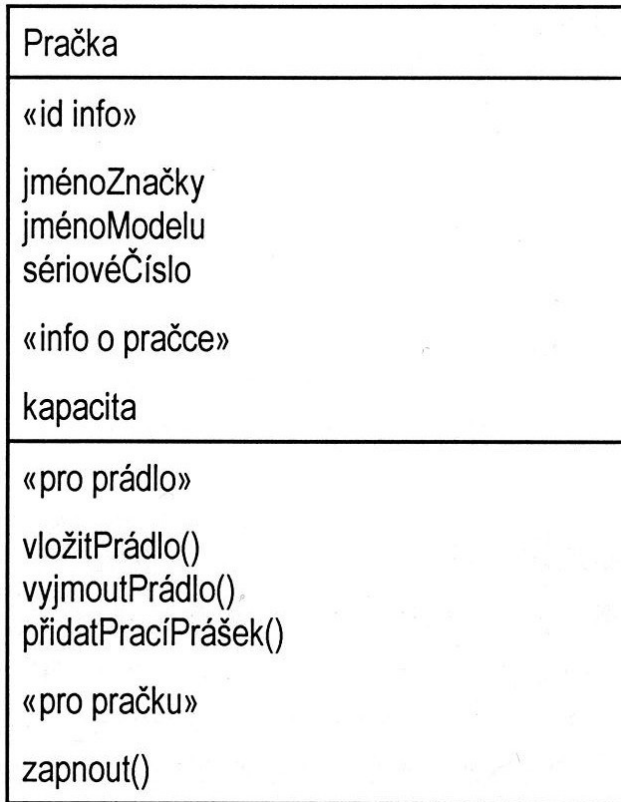 Pračka
«id info»
jménoZnačky
jménoModelu
sériovéČíslo
«info o pračce»
kapacita
«pro prádlo»
vložitPrádlo()
vyjmoutPrádlo()
přidatPracíPrášek()
«pro pračku»
zapnout()